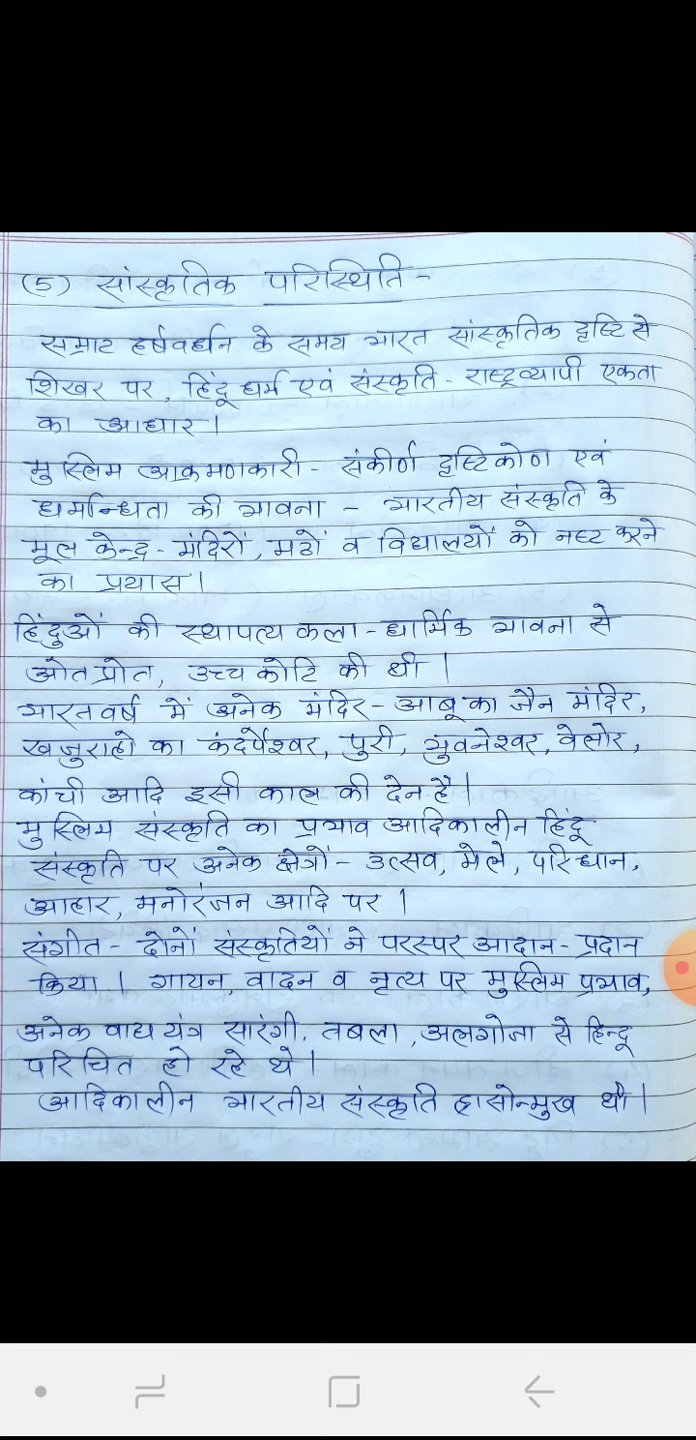 (5) सांस्कृतिक परिस्थिति -
सम्राट हर्षवर्धन के समय भारत सांस्कृतिक दृष्टि से
शिखर पर, हिंदू धर्म एवं संस्कृति - राष्ट्रव्यापी एकता
का आधार।
मुस्लिम आक्रमणकारी - संकीर्ण दृष्टिकोण एवं
धर्मान्धिता की भावना - भारतीय संस्कृति के
मूल केन्द्र - मंदिरों, मठों व विद्यालयों को नष्ट करने
का प्रयास।
हिंदुओं की स्थापत्य कला - धार्मिक भावना से
ओतप्रोत, उच्च कोटि की थी।
भारतवर्ष में अनेक मंदिर - आबू का जैन मंदिर,
खजुराहो का कंदर्पेश्वर, पुरी, भुवनेश्वर, वेलोर,
कांची आदि इसी काल की देन है।
मुस्लिम संस्कृति का प्रभाव आदिकालीन हिंदू
संस्कृति पर अनेक क्षेत्रों - उत्सव, मेले, परिधान,
आहार, मनोरंजन आदि पर।
संगीत - दोनों संस्कृतियों ने परस्पर आदान - प्रदान
किया। गायन, वादन व नृत्य पर मुस्लिम प्रभाव,
अनेक वाद्य यंत्र सारंगी, तबला, अलगोजा से हिन्दू
परिचित हो रहे थे।
आदिकालीन भारतीय संस्कृति ह्रासोन्मुख थी।